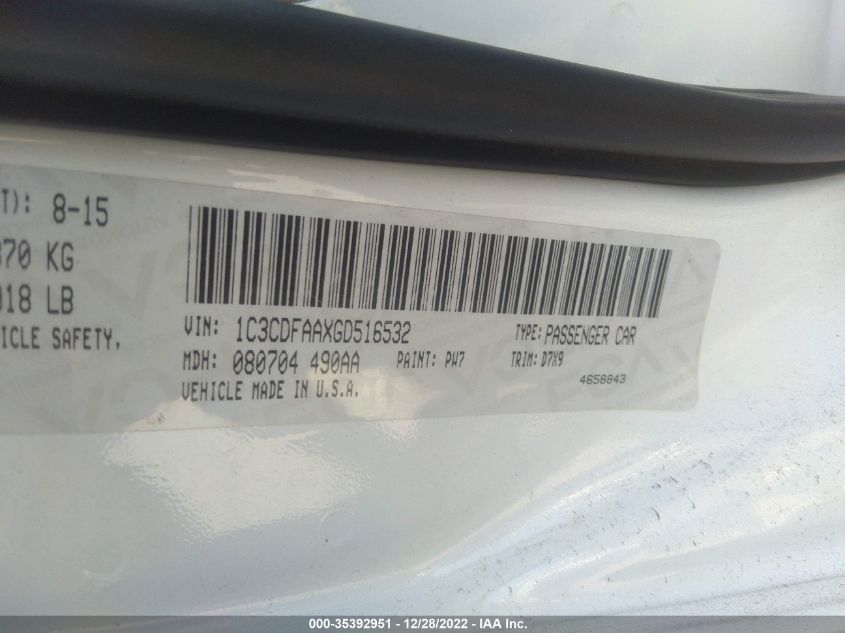 T): 8-15
370 KG
018 LB
ICLE SAFETY,
VIN: 1C3CDFAAXGD516532 TYPE: PASSENGER CAR
MDH: 080704 490AA PAINT: PW7 TRIM: D7X9
VEHICLE MADE IN U.S.A. 4658843
000-35392951 - 12/28/2022 - IAA Inc.